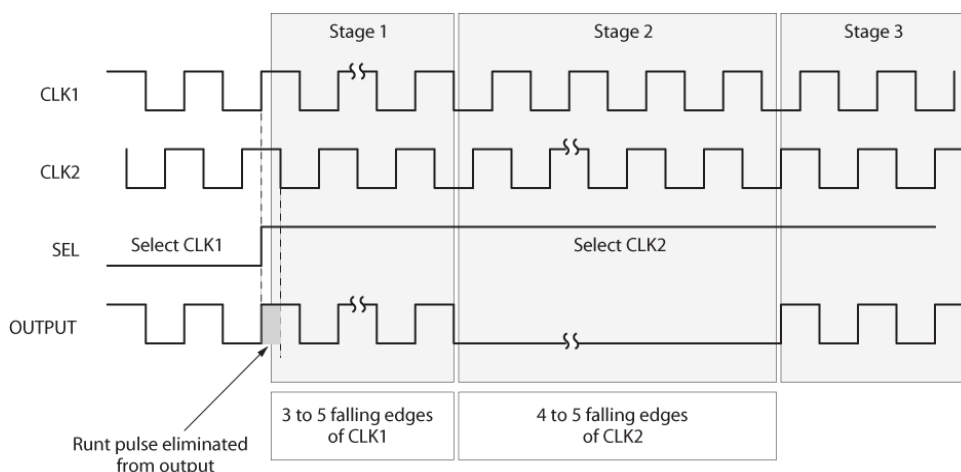 Stage 1
Stage 2
Stage 3
CLK1
CLK2
SEL
Select CLK1
Select CLK2
OUTPUT
3 to 5 falling edges
of CLK1
4 to 5 falling edges
of CLK2
Runt pulse eliminated
from output